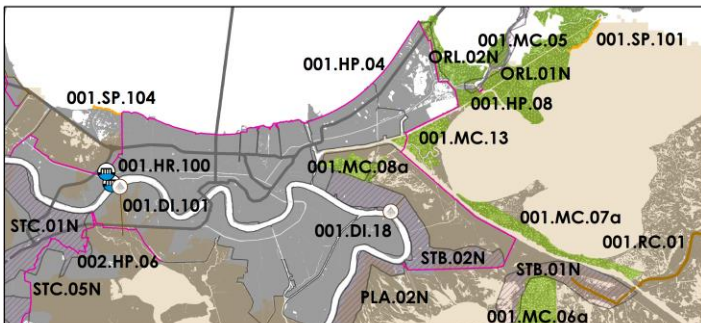 001.MC.05
001.SP.101
001.HP.04
ORL.02N
ORL.01N
001.SP.104
001.HP.08
001.MC.13
001.HR.100
001.MC.08a
001.DI.101
001.MC.07a
STC.01N
001.DI.18
001.RC.01
002.HP.06
STB.02N
STB.01N
STC.05N
PLA.02N
001.MC.06a